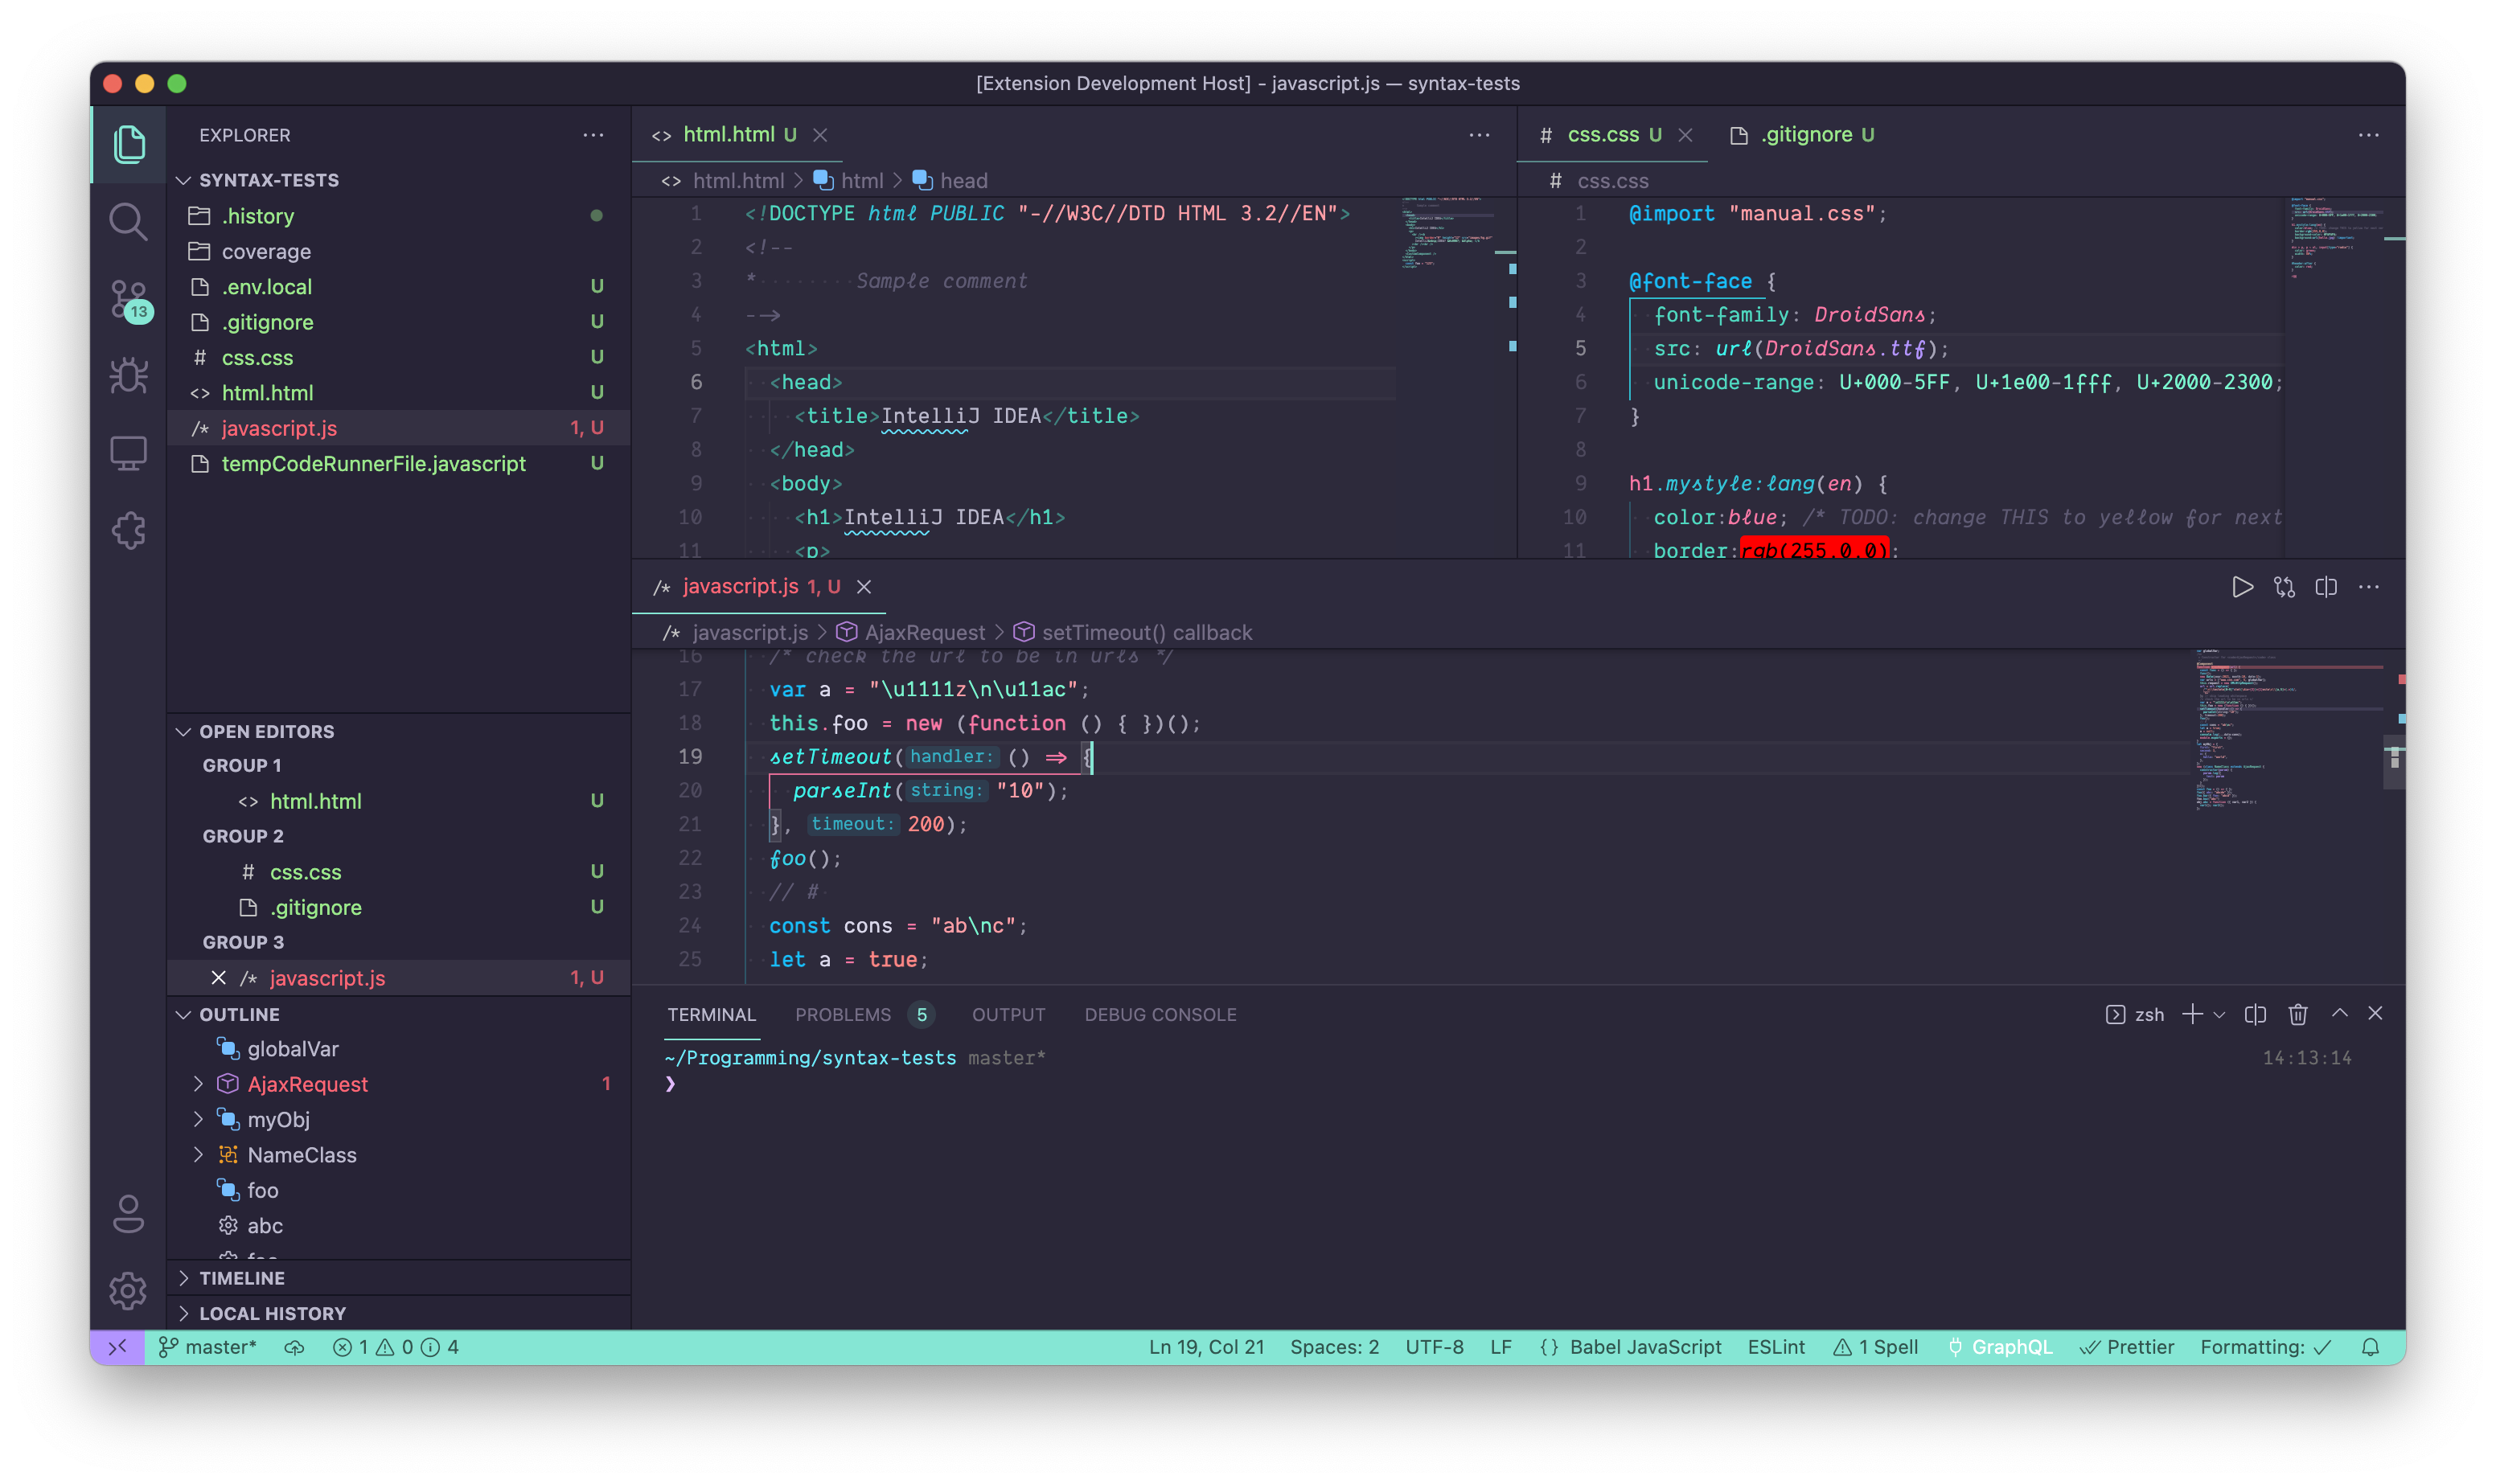 [Extension Development Host] - javascript.js — syntax-tests
EXPLORER
SYNTAX-TESTS
.history
coverage
.env.local U
.gitignore U
# css.css U
<> html.html U
/* javascript.js 1, U
tempCodeRunnerFile.javascript U
13
OPEN EDITORS
GROUP 1
<> html.html U
GROUP 2
# css.css U
.gitignore U
GROUP 3
/* javascript.js 1, U
OUTLINE
globalVar
AjaxRequest 1
myObj
NameClass
foo
abc
TIMELINE
LOCAL HISTORY
<> html.html U
<> html.html > html > head
1 <!DOCTYPE html PUBLIC "-//W3C//DTD HTML 3.2//EN">
2 <!--
3 * Sample comment
4 -->
5 <html>
6 <head>
7 <title>IntelliJ IDEA</title>
8 </head>
9 <body>
10 <h1>IntelliJ IDEA</h1>
11 <p>
# css.css U .gitignore U
# css.css
1 @import "manual.css";
2
3 @font-face {
4 font-family: DroidSans;
5 src: url(DroidSans.ttf);
6 unicode-range: U+000-5FF, U+1e00-1fff, U+2000-2300;
7 }
8
9 h1.mystyle:lang(en) {
10 color:blue; /* TODO: change THIS to yellow for next
11 border:rgb(255,0,0);
/* javascript.js 1, U
/* javascript.js > AjaxRequest > setTimeout() callback
16 /* check the url to be in urls */
17 var a = "\u1111z\n\u11ac";
18 this.foo = new (function () { })();
19 setTimeout(handler: () => {
20 parseInt(string: "10");
21 }, timeout: 200);
22 foo();
23 // #
24 const cons = "ab\nc";
25 let a = true;
TERMINAL PROBLEMS 5 OUTPUT DEBUG CONSOLE
zsh
~/Programming/syntax-tests master* 14:13:14
❯
master* 1 0 4 Ln 19, Col 21 Spaces: 2 UTF-8 LF {} Babel JavaScript ESLint 1 Spell GraphQL Prettier Formatting: ✓